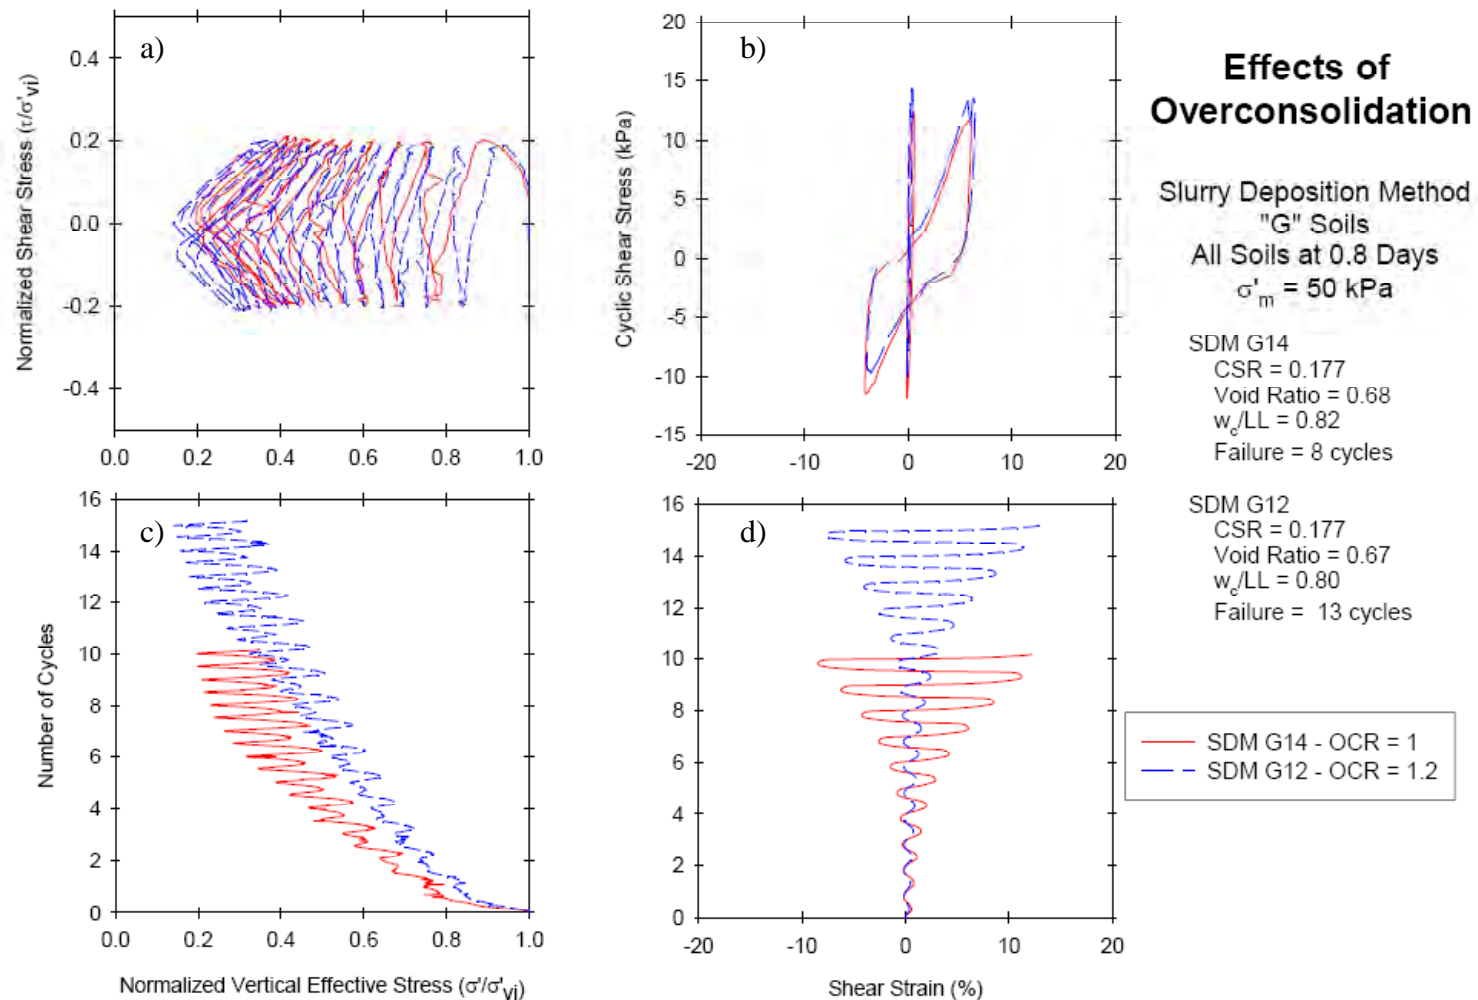 a)
0.4
0.2
0.0
-0.2
-0.4
Normalized Shear Stress (τ/σ'vi)
0.0 0.2 0.4 0.6 0.8 1.0
b)
20
15
10
5
0
-5
-10
-15
Cyclic Shear Stress (kPa)
-20 -10 0 10 20
Effects of
Overconsolidation
Slurry Deposition Method
"G" Soils
All Soils at 0.8 Days
σ'm = 50 kPa
SDM G14
CSR = 0.177
Void Ratio = 0.68
wc/LL = 0.82
Failure = 8 cycles
SDM G12
CSR = 0.177
Void Ratio = 0.67
wc/LL = 0.80
Failure = 13 cycles
c)
16
14
12
10
8
6
4
2
0
Number of Cycles
0.0 0.2 0.4 0.6 0.8 1.0
Normalized Vertical Effective Stress (σ'/σ'vi)
d)
16
14
12
10
8
6
4
2
0
-20 -10 0 10 20
Shear Strain (%)
SDM G14 - OCR = 1
SDM G12 - OCR = 1.2